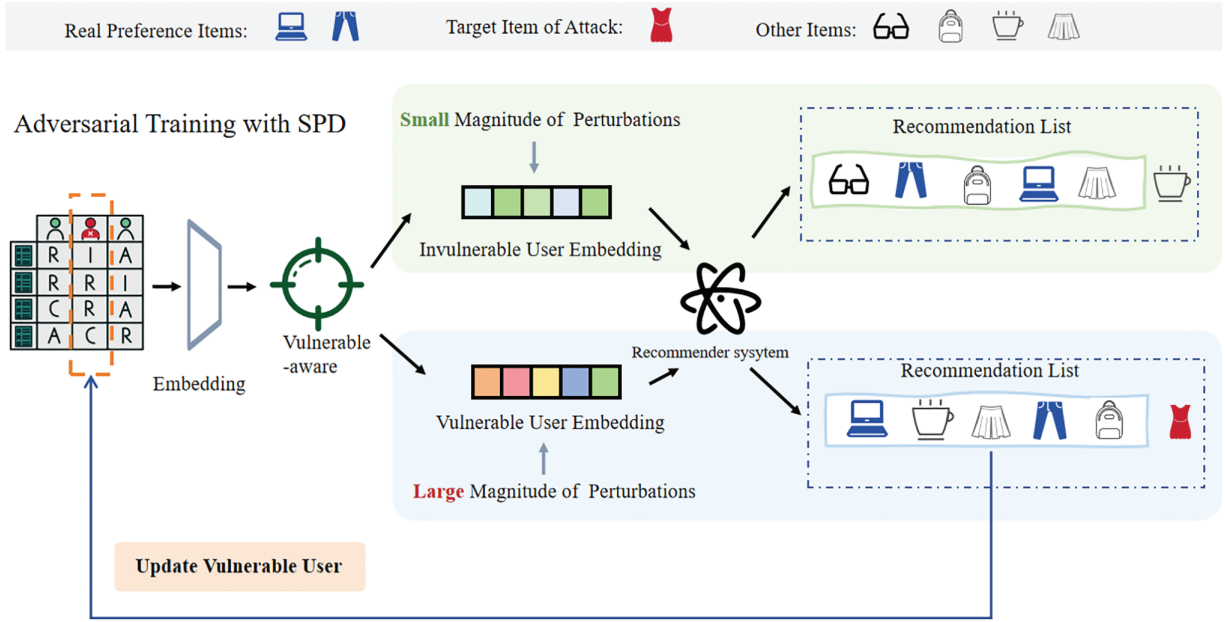 Real Preference Items:
Target Item of Attack:
Other Items:
Adversarial Training with SPD
Small Magnitude of Perturbations
Recommendation List
Invulnerable User Embedding
R I A
R R I
C R A
A C R
Embedding
Vulnerable
-aware
Recommender sysytem
Recommendation List
Vulnerable User Embedding
Large Magnitude of Perturbations
Update Vulnerable User